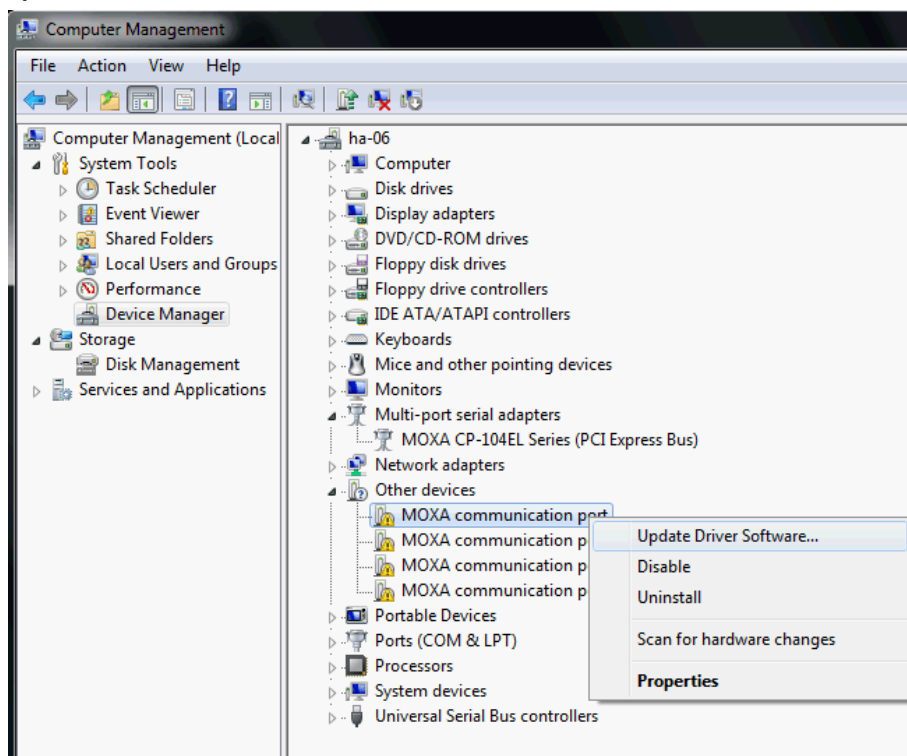 Computer Management
File Action View Help
Computer Management (Local
System Tools
Task Scheduler
Event Viewer
Shared Folders
Local Users and Groups
Performance
Device Manager
Storage
Disk Management
Services and Applications
ha-06
Computer
Disk drives
Display adapters
DVD/CD-ROM drives
Floppy disk drives
Floppy drive controllers
IDE ATA/ATAPI controllers
Keyboards
Mice and other pointing devices
Monitors
Multi-port serial adapters
MOXA CP-104EL Series (PCI Express Bus)
Network adapters
Other devices
MOXA communication port
MOXA communication p
MOXA communication p
MOXA communication p
Portable Devices
Ports (COM & LPT)
Processors
System devices
Universal Serial Bus controllers
Update Driver Software...
Disable
Uninstall
Scan for hardware changes
Properties